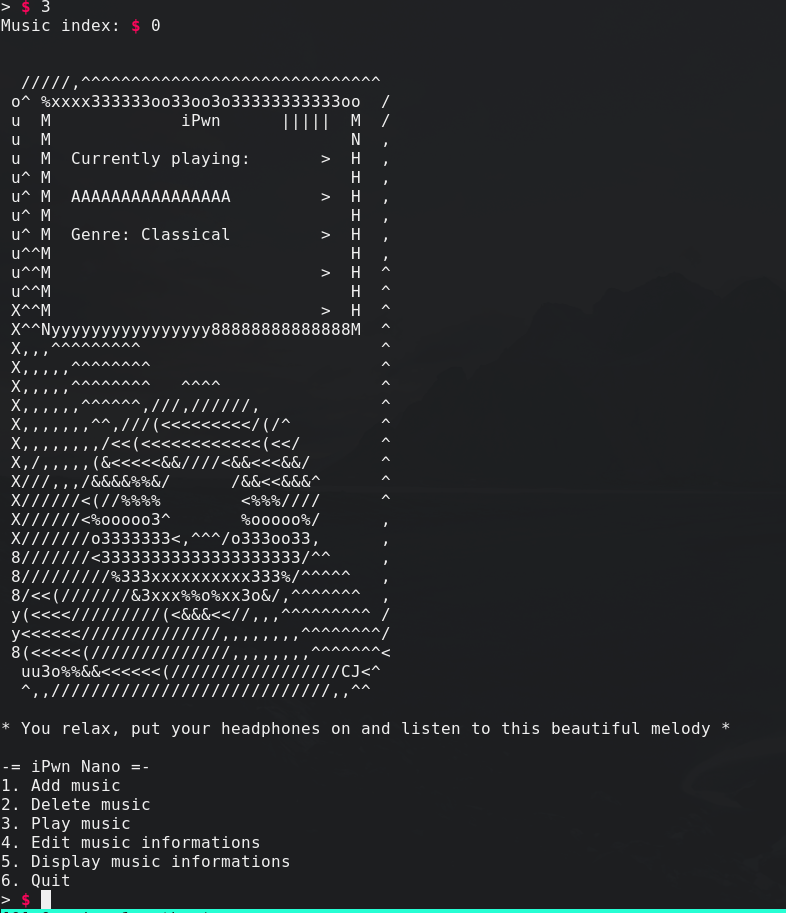 > $ 3
Music index: $ 0
  /////,^^^^^^^^^^^^^^^^^^^^^^^^^^^^^^
 o^ %xxxx333333oo33oo3o33333333333oo  /
 u  M             iPwn      |||||  M  /
 u  M                              N  ,
 u  M  Currently playing:       >  H  ,
 u^ M                              H  ,
 u^ M  AAAAAAAAAAAAAAAA         >  H  ,
 u^ M                              H  ,
 u^ M  Genre: Classical         >  H  ,
 u^^M                              H  ,
 u^^M                           >  H  ^
 u^^M                              H  ^
 X^^M                           >  H  ^
 X^^Nyyyyyyyyyyyyyyyy88888888888888M  ^
 X,,,^^^^^^^^^                        ^
 X,,,,,^^^^^^^^                       ^
 X,,,,,^^^^^^^^   ^^^^                ^
 X,,,,,,^^^^^^,///,//////,            ^
 X,,,,,,,^^,///(<<<<<<<<<</(/^         ^
 X,,,,,,,,/<<(<<<<<<<<<<<<(<</        ^
 X,/,,,,,(&<<<<<&&////<&&<<<&&/       ^
 X///,,,/&&&&%%&/      /&&<<&&&^      ^
 X//////<(//%%%%        <%%%////      ^
 X//////<%ooooo3^       %ooooo%/      ,
 X///////o3333333<,^^^/o333oo33,      ,
 8///////<33333333333333333333/^^     ,
 8/////////%333xxxxxxxxxx333%/^^^^^   ,
 8/<<(///////&3xxx%%o%xx3o&/,^^^^^^^  ,
 y(<<<</////////(<&&&<<//,,,^^^^^^^^^ /
 y<<<<<<//////////////,,,,,,,,^^^^^^^^/
 8(<<<<<(//////////////,,,,,,,,^^^^^^^<
  uu3o%%&&<<<<<<(/////////////////CJ<^
  ^,,////////////////////////////,,^^
* You relax, put your headphones on and listen to this beautiful melody *
-= iPwn Nano =-
1. Add music
2. Delete music
3. Play music
4. Edit music informations
5. Display music informations
6. Quit
> $